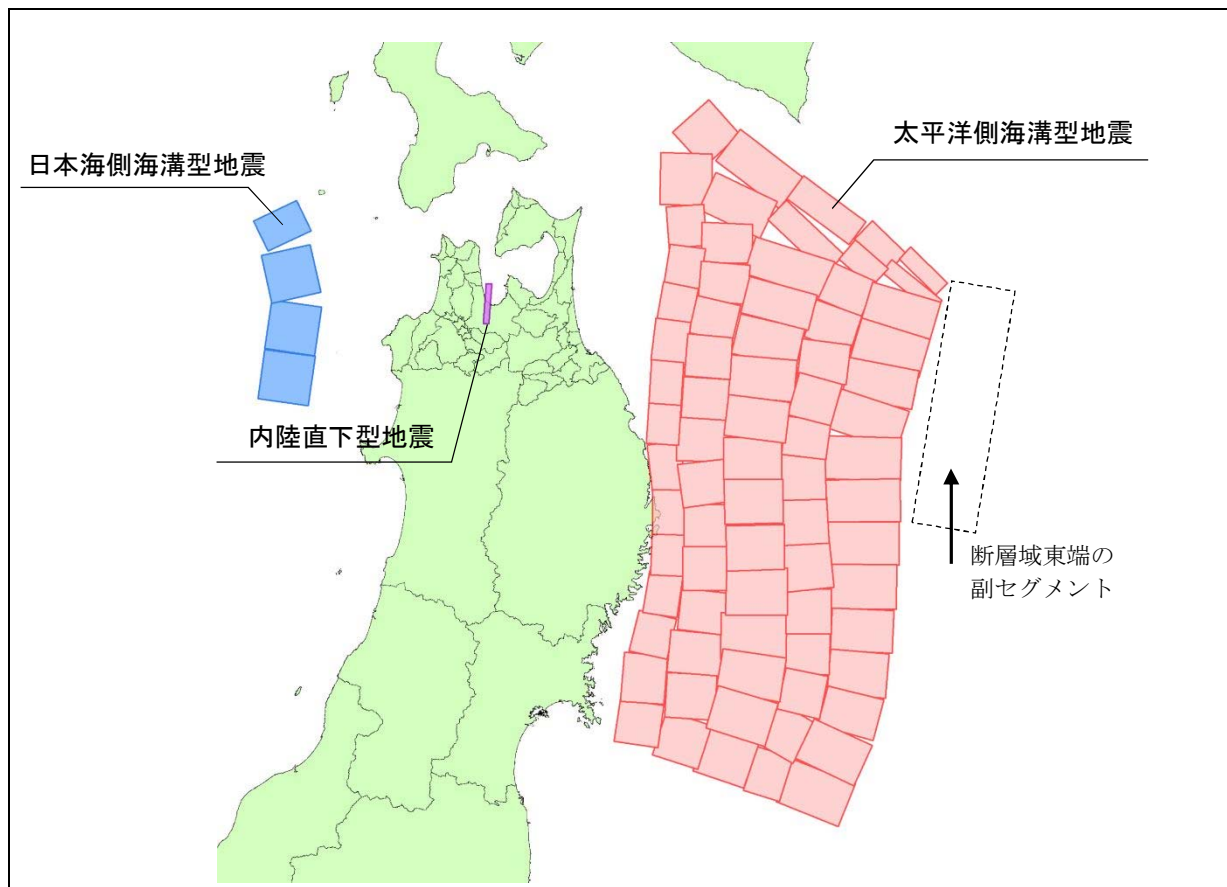 太平洋側海溝型地震
日本海側海溝型地震
内陸直下型地震
断層域東端の
副セグメント